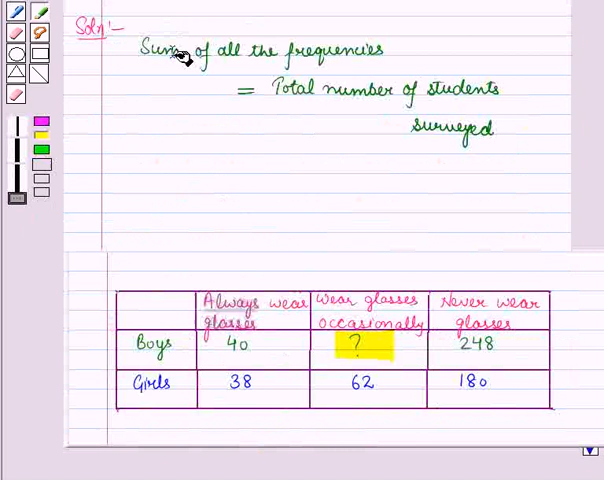 Soln:-
Sum of all the frequencies
= Total number of students
surveyed
Always wear glasses
Wear glasses occasionally
Never wear glasses
Boys 40 ? 248
Girls 38 62 180